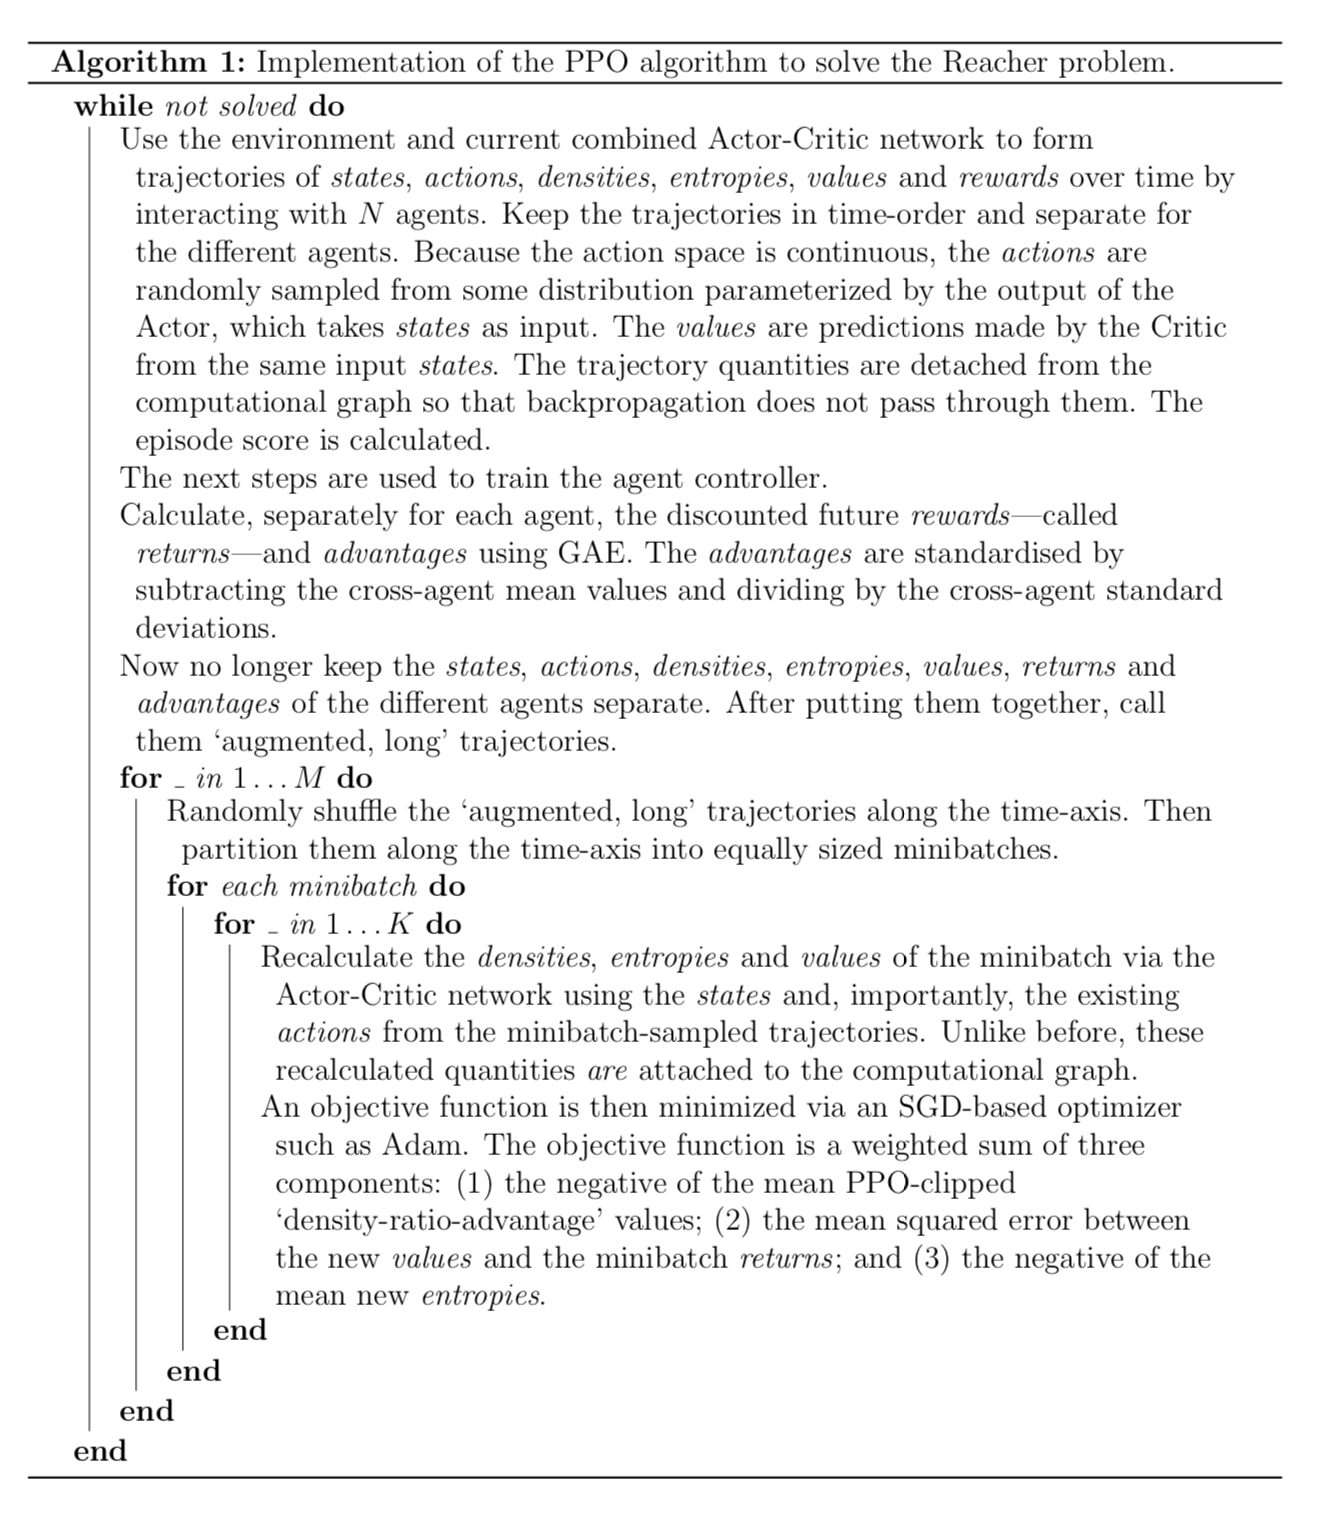 Algorithm 1: Implementation of the PPO algorithm to solve the Reacher problem.
while not solved do
Use the environment and current combined Actor-Critic network to form
trajectories of states, actions, densities, entropies, values and rewards over time by
interacting with N agents. Keep the trajectories in time-order and separate for
the different agents. Because the action space is continuous, the actions are
randomly sampled from some distribution parameterized by the output of the
Actor, which takes states as input. The values are predictions made by the Critic
from the same input states. The trajectory quantities are detached from the
computational graph so that backpropagation does not pass through them. The
episode score is calculated.
The next steps are used to train the agent controller.
Calculate, separately for each agent, the discounted future rewards—called
returns—and advantages using GAE. The advantages are standardised by
subtracting the cross-agent mean values and dividing by the cross-agent standard
deviations.
Now no longer keep the states, actions, densities, entropies, values, returns and
advantages of the different agents separate. After putting them together, call
them ‘augmented, long’ trajectories.
for _ in 1...M do
Randomly shuffle the ‘augmented, long’ trajectories along the time-axis. Then
partition them along the time-axis into equally sized minibatches.
for each minibatch do
for _ in 1...K do
Recalculate the densities, entropies and values of the minibatch via the
Actor-Critic network using the states and, importantly, the existing
actions from the minibatch-sampled trajectories. Unlike before, these
recalculated quantities are attached to the computational graph.
An objective function is then minimized via an SGD-based optimizer
such as Adam. The objective function is a weighted sum of three
components: (1) the negative of the mean PPO-clipped
‘density-ratio-advantage’ values; (2) the mean squared error between
the new values and the minibatch returns; and (3) the negative of the
mean new entropies.
end
end
end
end